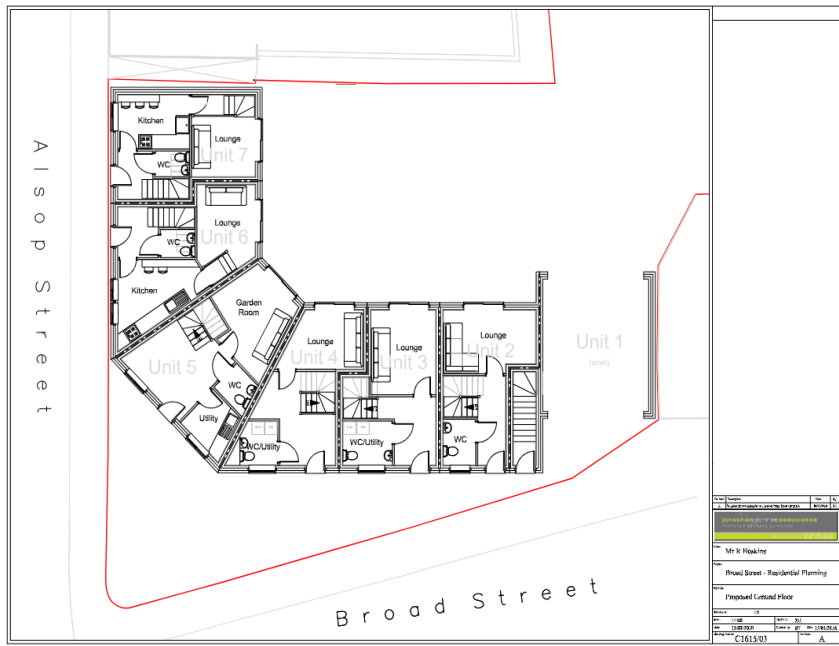 Alsop Street
Kitchen
Lounge
Unit 7
WC
Lounge
Unit 6
WC
Kitchen
Garden
Room
Unit 5
WC
Utility
Lounge
Unit 4
WC/Utility
Lounge
Unit 3
WC/Utility
Lounge
Unit 2
WC
Unit 1
(over)
Broad Street
Mr R Hosking
Broad Street - Residential Planning
Proposed Ground Floor
C1615/03
A